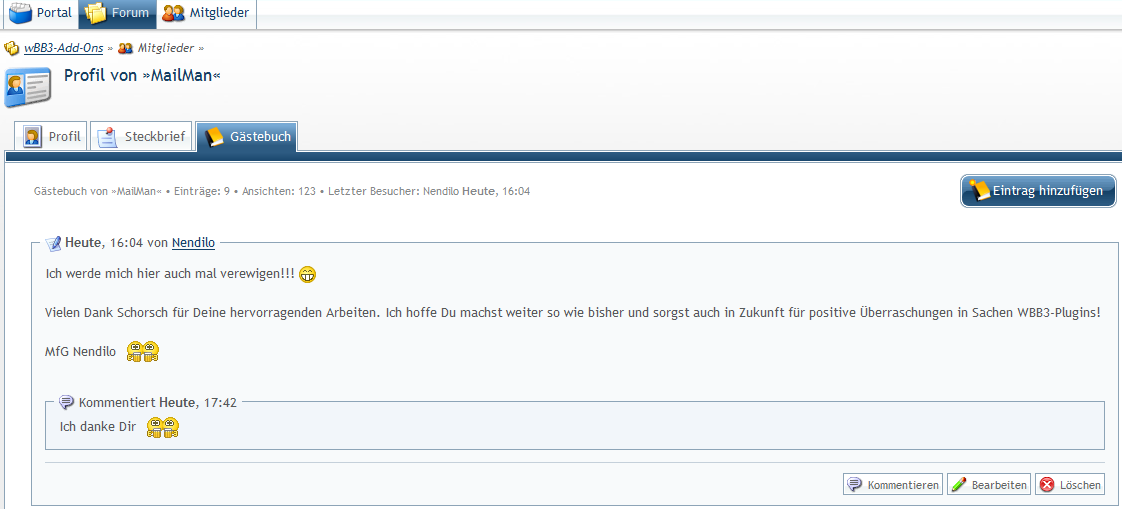 Portal Forum Mitglieder
wBB3-Add-Ons » Mitglieder »
Profil von »MailMan«
Profil Steckbrief Gästebuch
Gästebuch von »MailMan« • Einträge: 9 • Ansichten: 123 • Letzter Besucher: Nendilo Heute, 16:04
Eintrag hinzufügen
Heute, 16:04 von Nendilo
Ich werde mich hier auch mal verewigen!!!
Vielen Dank Schorsch für Deine hervorragenden Arbeiten. Ich hoffe Du machst weiter so wie bisher und sorgst auch in Zukunft für positive Überraschungen in Sachen WBB3-Plugins!
MfG Nendilo
Kommentiert Heute, 17:42
Ich danke Dir
Kommentieren Bearbeiten Löschen